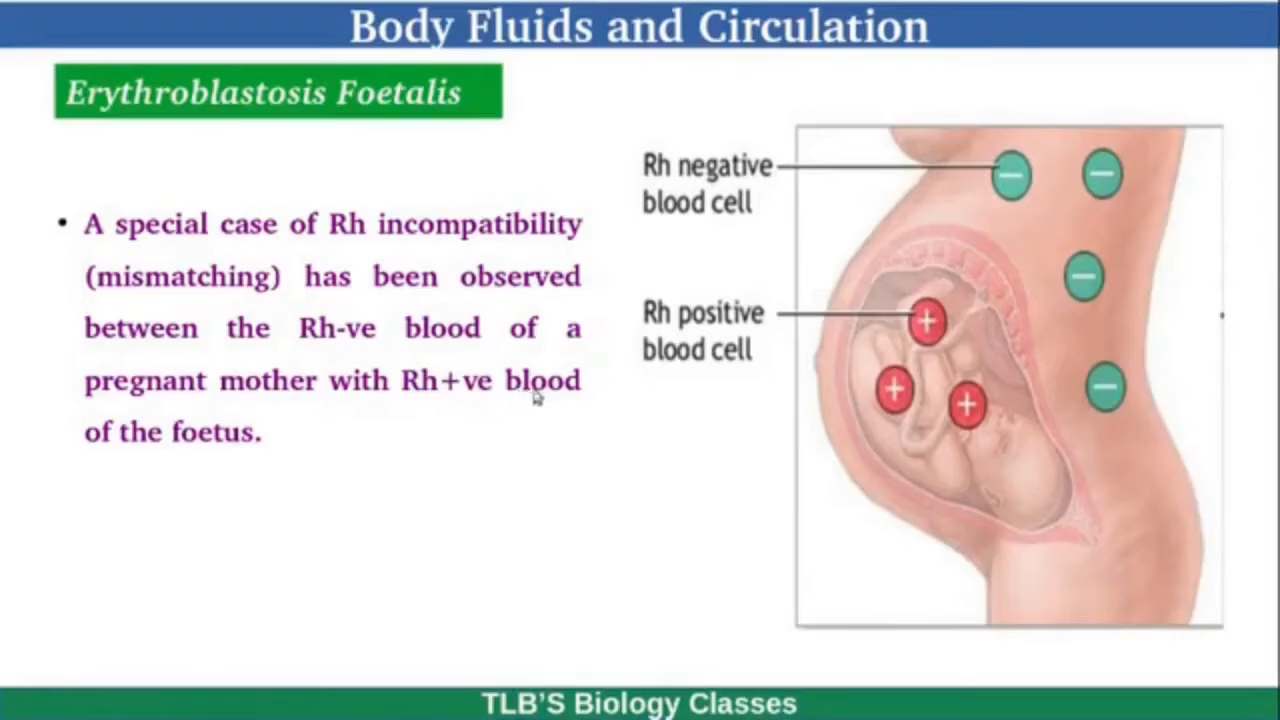 Body Fluids and Circulation
Erythroblastosis Foetalis
• A special case of Rh incompatibility
(mismatching) has been observed
between the Rh-ve blood of a
pregnant mother with Rh+ve blood
of the foetus.
Rh negative
blood cell
Rh positive
blood cell
− −
−
+
+ + −
TLB'S Biology Classes